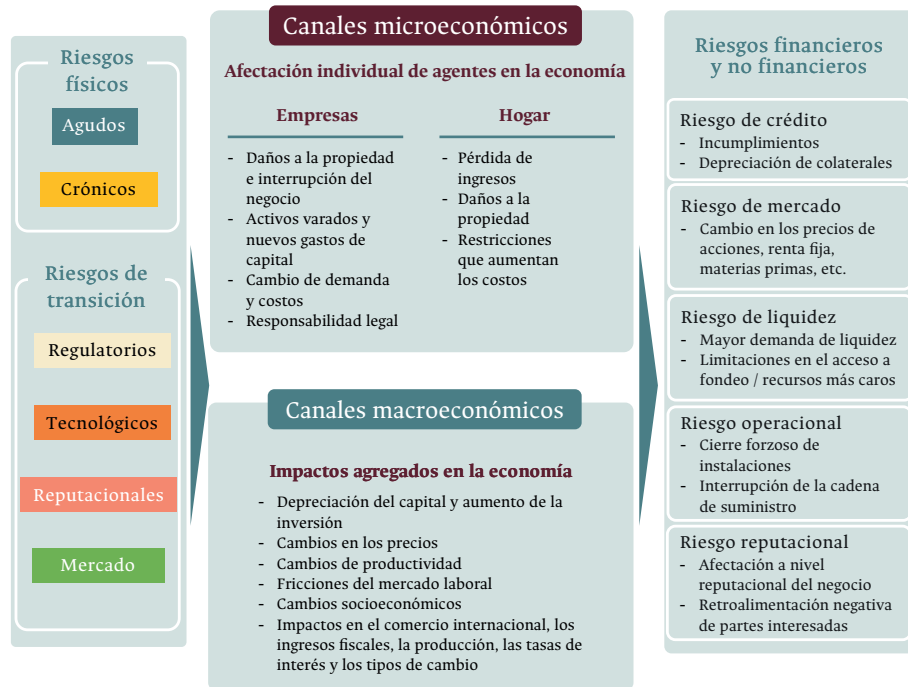 Riesgos
físicos
Agudos
Crónicos
Riesgos de
transición
Regulatorios
Tecnológicos
Reputacionales
Mercado
Canales microeconómicos
Afectación individual de agentes en la economía
Empresas
- Daños a la propiedad
e interrupción del
negocio
- Activos varados y
nuevos gastos de
capital
- Cambio de demanda
y costos
- Responsabilidad legal
Hogar
- Pérdida de
ingresos
- Daños a la
propiedad
- Restricciones
que aumentan
los costos
Canales macroeconómicos
Impactos agregados en la economía
- Depreciación del capital y aumento de la
inversión
- Cambios en los precios
- Cambios de productividad
- Fricciones del mercado laboral
- Cambios socioeconómicos
- Impactos en el comercio internacional, los
ingresos fiscales, la producción, las tasas de
interés y los tipos de cambio
Riesgos financieros
y no financieros
Riesgo de crédito
- Incumplimientos
- Depreciación de colaterales
Riesgo de mercado
- Cambio en los precios de
acciones, renta fija,
materias primas, etc.
Riesgo de liquidez
- Mayor demanda de liquidez
- Limitaciones en el acceso a
fondeo / recursos más caros
Riesgo operacional
- Cierre forzoso de
instalaciones
- Interrupción de la cadena
de suministro
Riesgo reputacional
- Afectación a nivel
reputacional del negocio
- Retroalimentación negativa
de partes interesadas